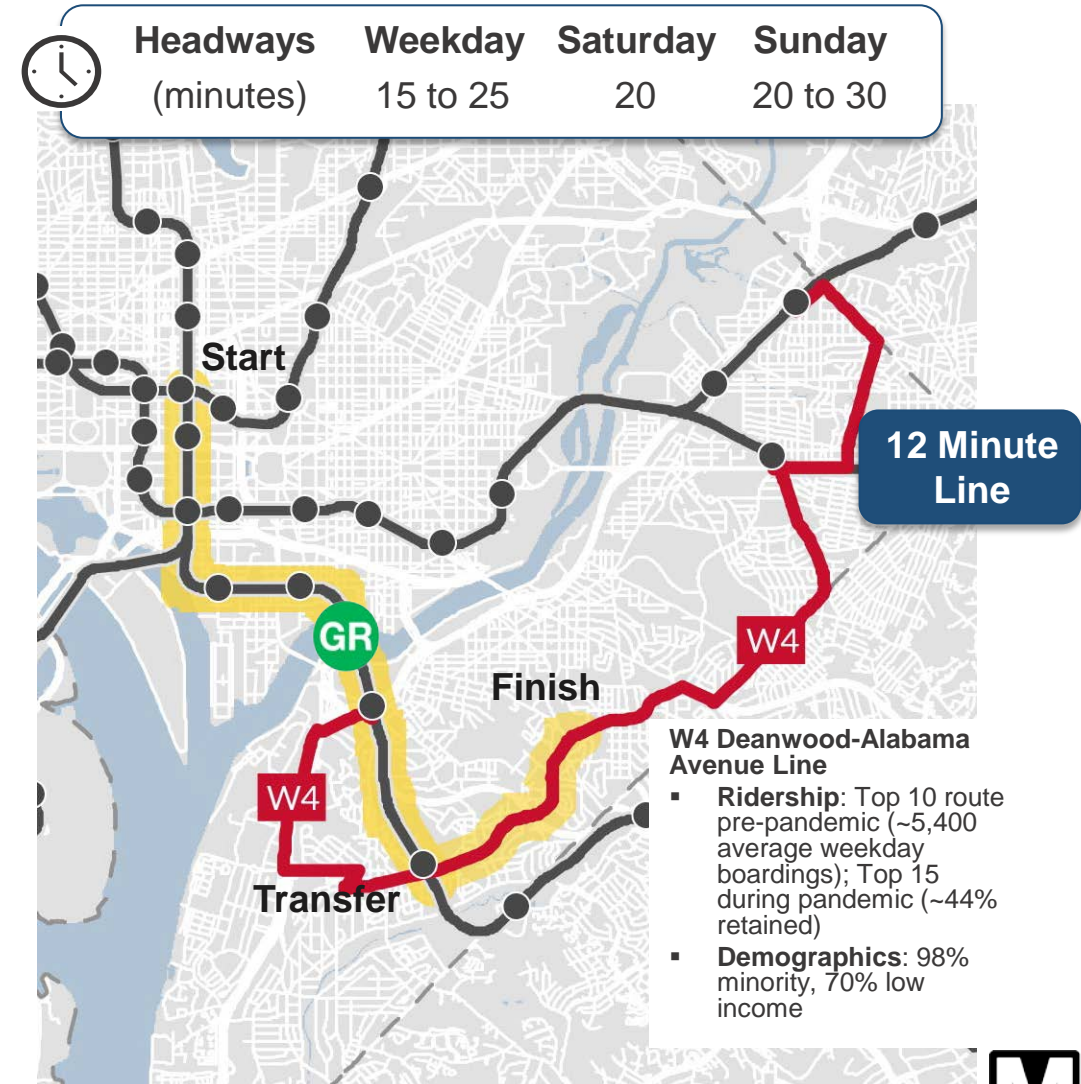 Headways Weekday Saturday Sunday
(minutes) 15 to 25 20 20 to 30
Start
12 Minute
Line
GR
W4
Finish
W4 Deanwood-Alabama
Avenue Line
▪ Ridership: Top 10 route
pre-pandemic (~5,400
average weekday
boardings); Top 15
during pandemic (~44%
retained)
▪ Demographics: 98%
minority, 70% low
income
W4
Transfer
M